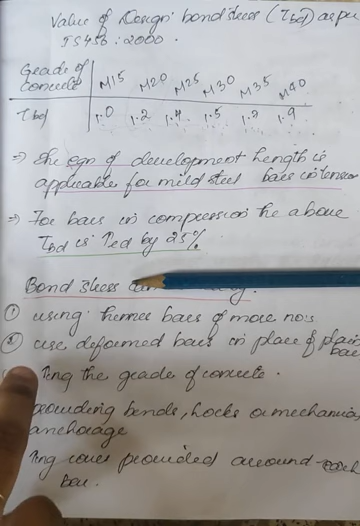 Value of Design bond stress (τbd) as per
IS 456:2000.
Grade of concrete M15 M20 M25 M30 M35 M40
τbd 1.0 1.2 1.4 1.5 1.7 1.9
⇒ The eqn of development length is
applicable for mild steel bars in tension
⇒ For bars in compression the above
τbd is ↑ed by 25%.
Bond stress
① using thinner bars of more no's.
② use deformed bars in place of plain
bar
↑ing the grade of concrete.
providing bends, hooks or mechanical
anchorage
↑ing cover provided around each
bar.